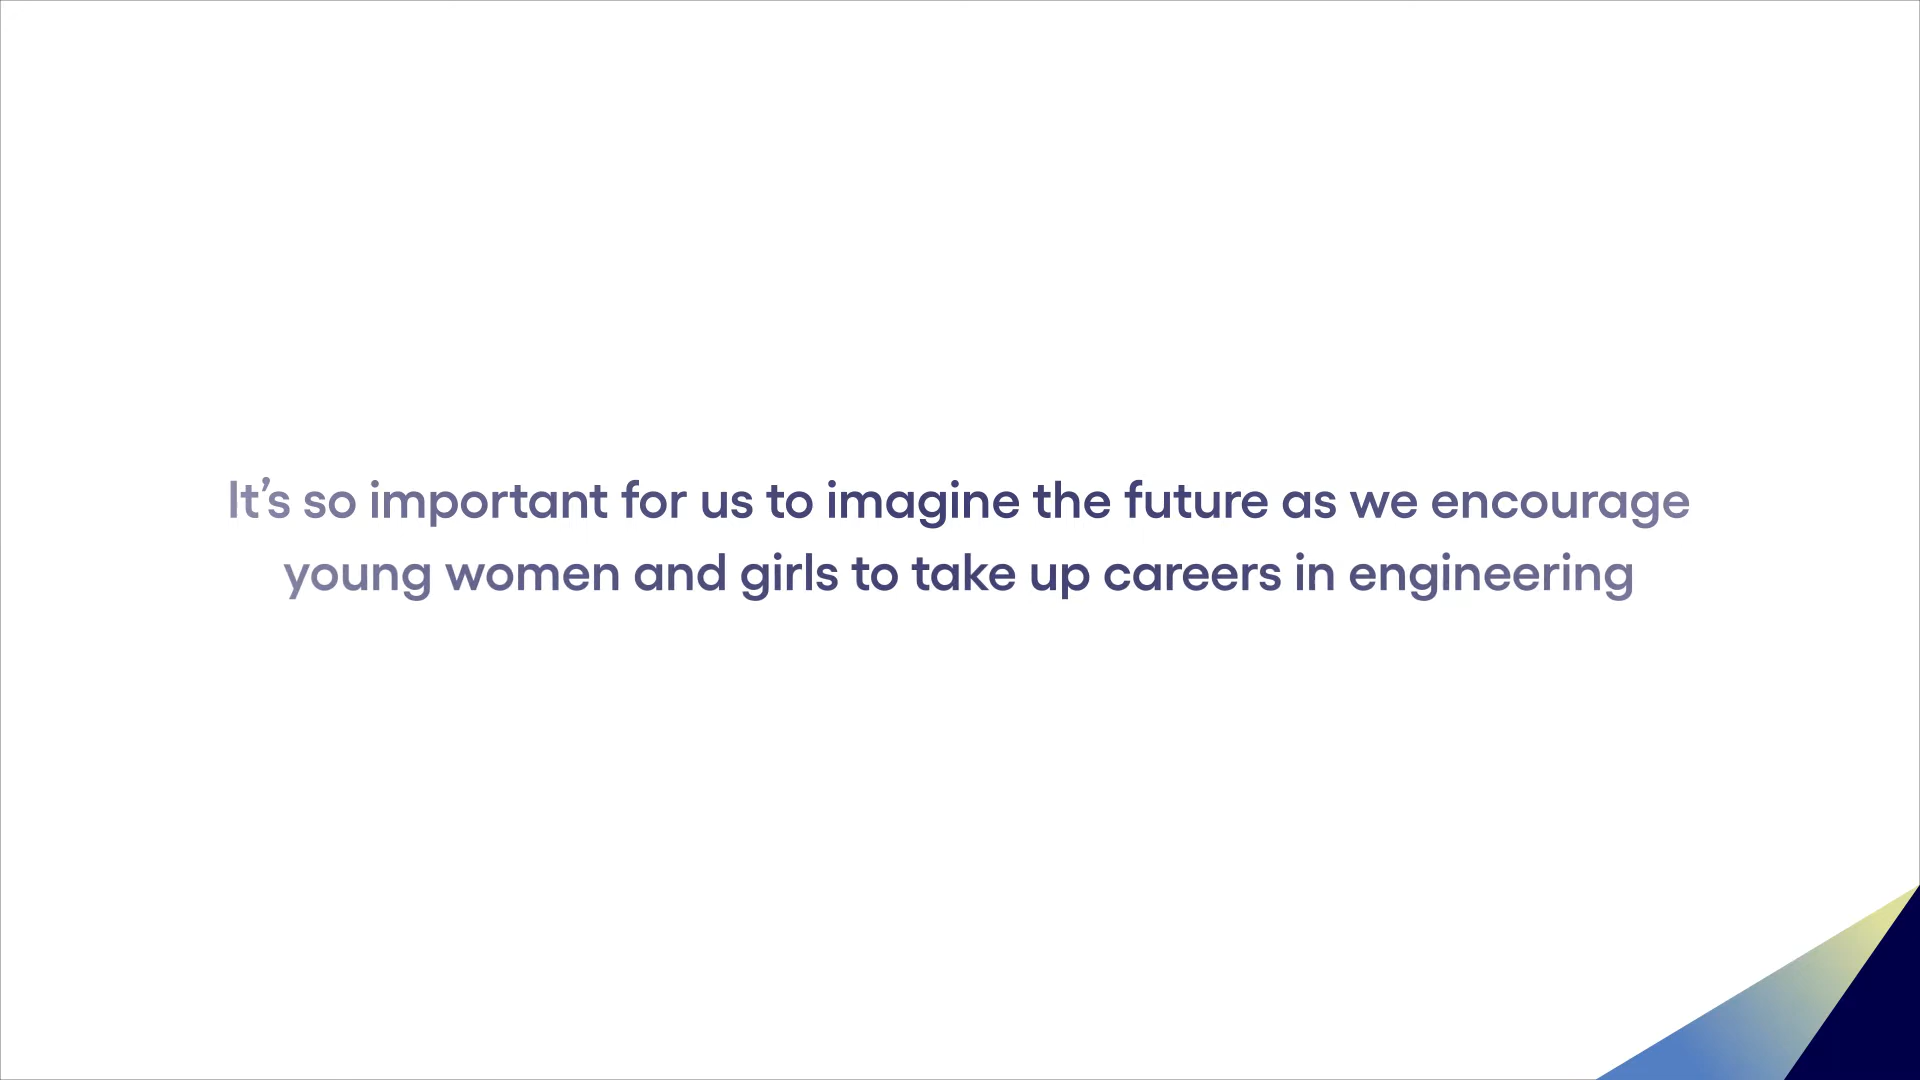 It’s so important for us to imagine the future as we encourage
young women and girls to take up careers in engineering